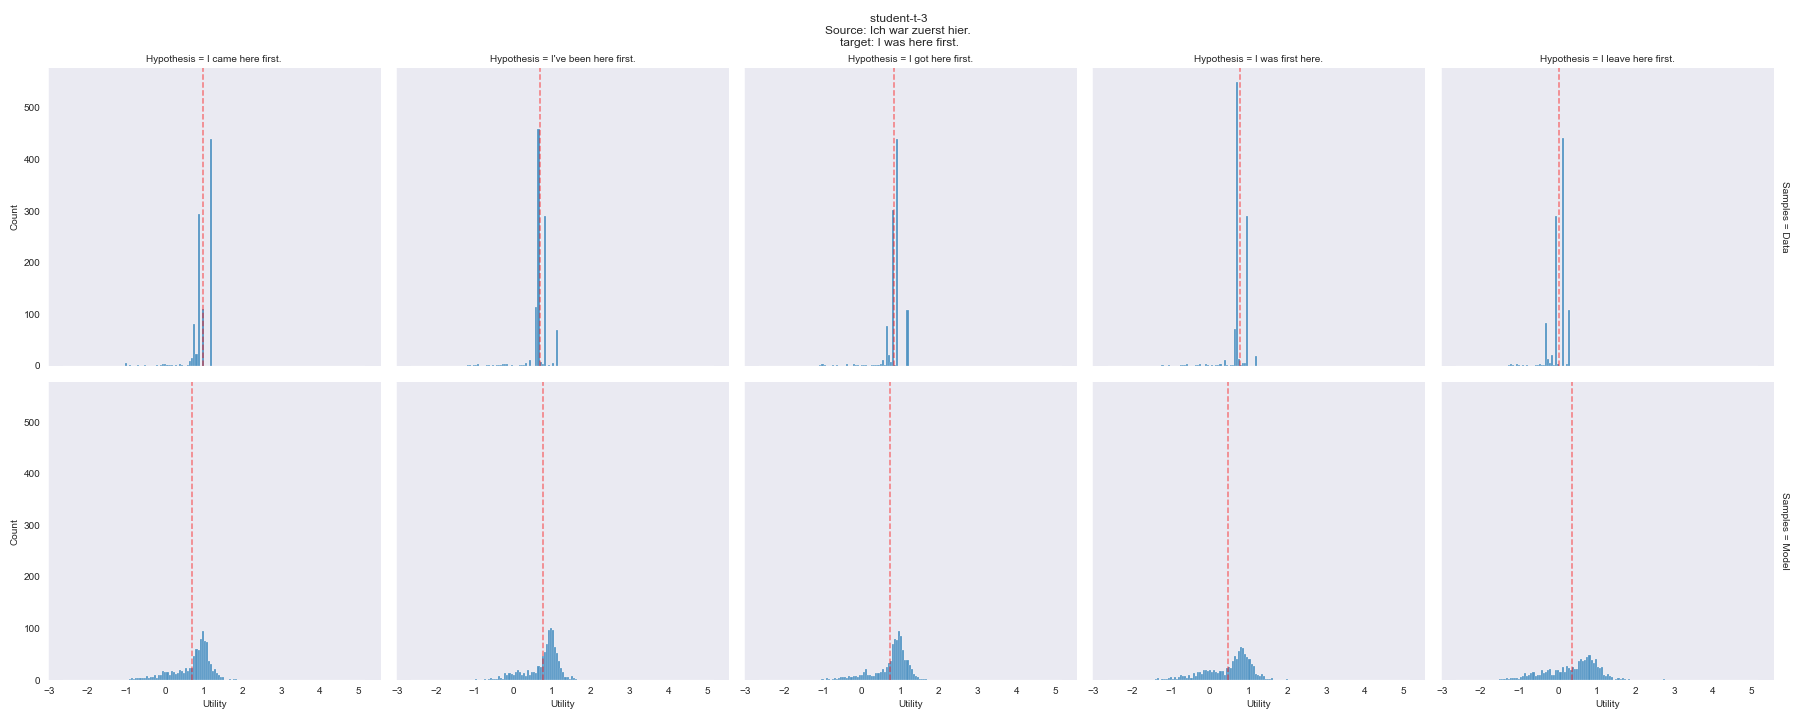 student-t-3
Source: Ich war zuerst hier.
target: I was here first.
Hypothesis = I came here first.
Hypothesis = I've been here first.
Hypothesis = I got here first.
Hypothesis = I was first here.
Hypothesis = I leave here first.
500
400
300
200
100
0
Count
Samples = Data
500
400
300
200
100
0
Count
Samples = Model
−3 −2 −1 0 1 2 3 4 5
−3 −2 −1 0 1 2 3 4 5
−3 −2 −1 0 1 2 3 4 5
−3 −2 −1 0 1 2 3 4 5
−3 −2 −1 0 1 2 3 4 5
Utility
Utility
Utility
Utility
Utility